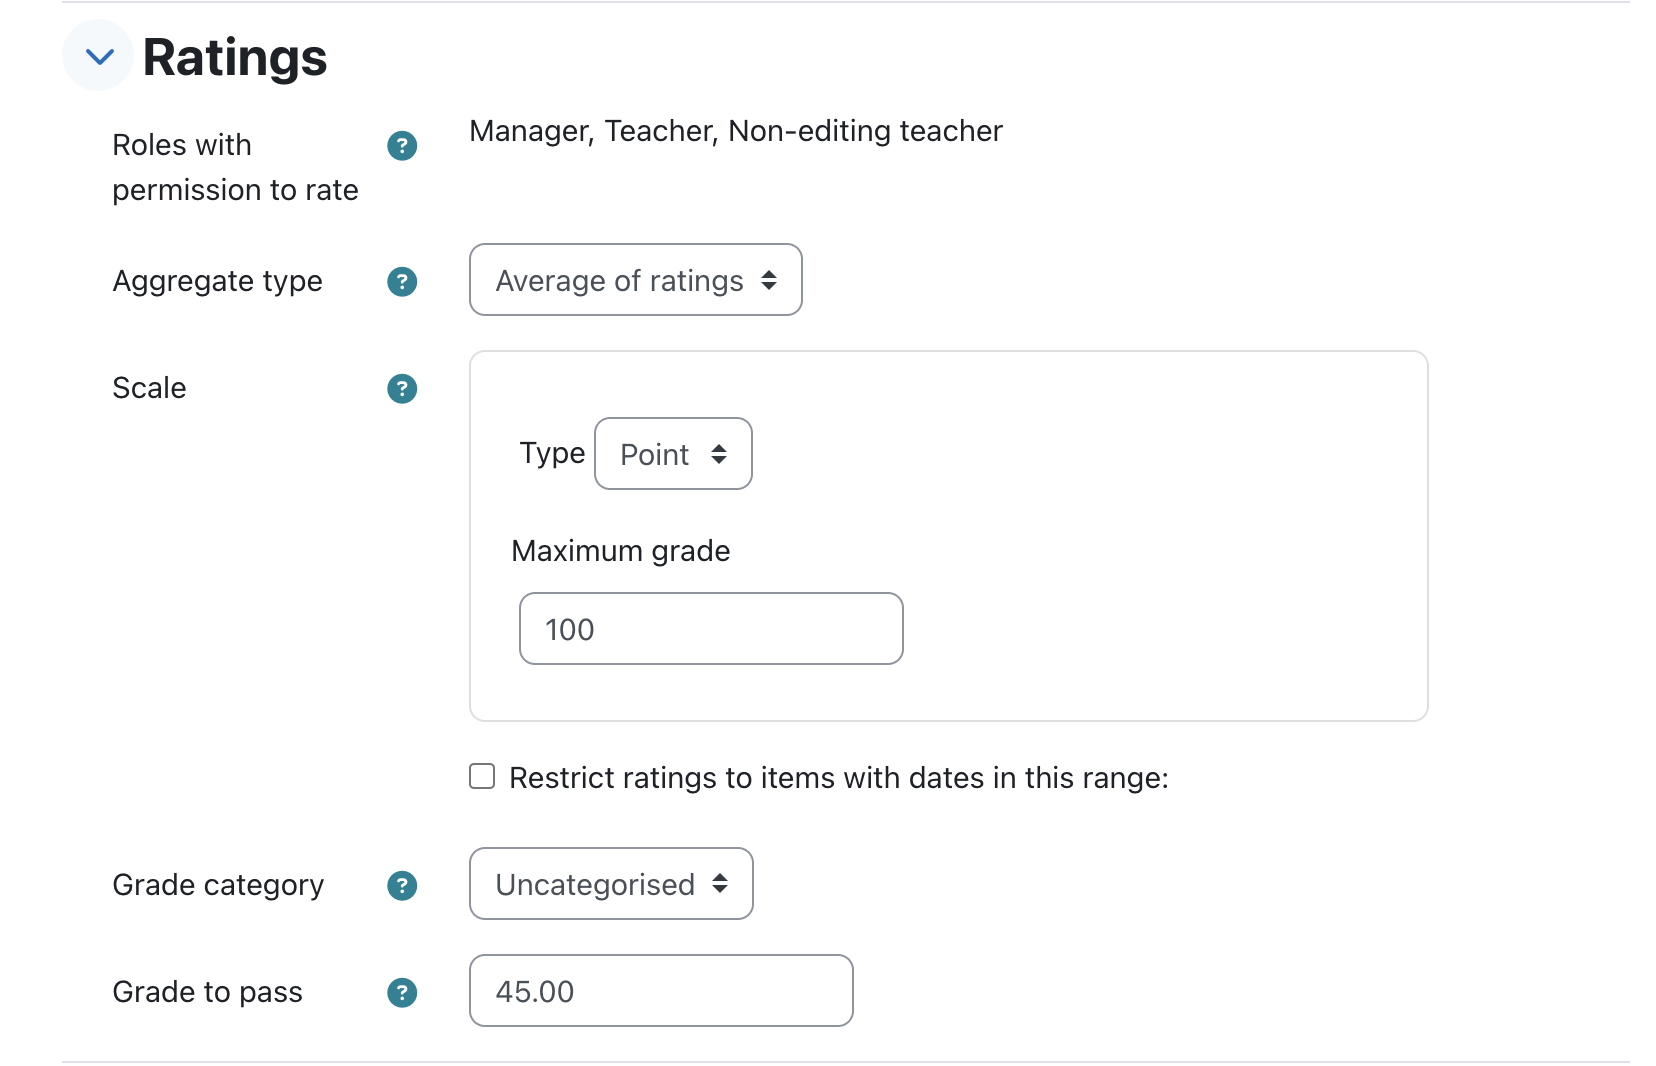 Ratings
Roles with
permission to rate
?
Manager, Teacher, Non-editing teacher
Aggregate type
?
Average of ratings
Scale
?
Type
Point
Maximum grade
100
Restrict ratings to items with dates in this range:
Grade category
?
Uncategorised
Grade to pass
?
45.00